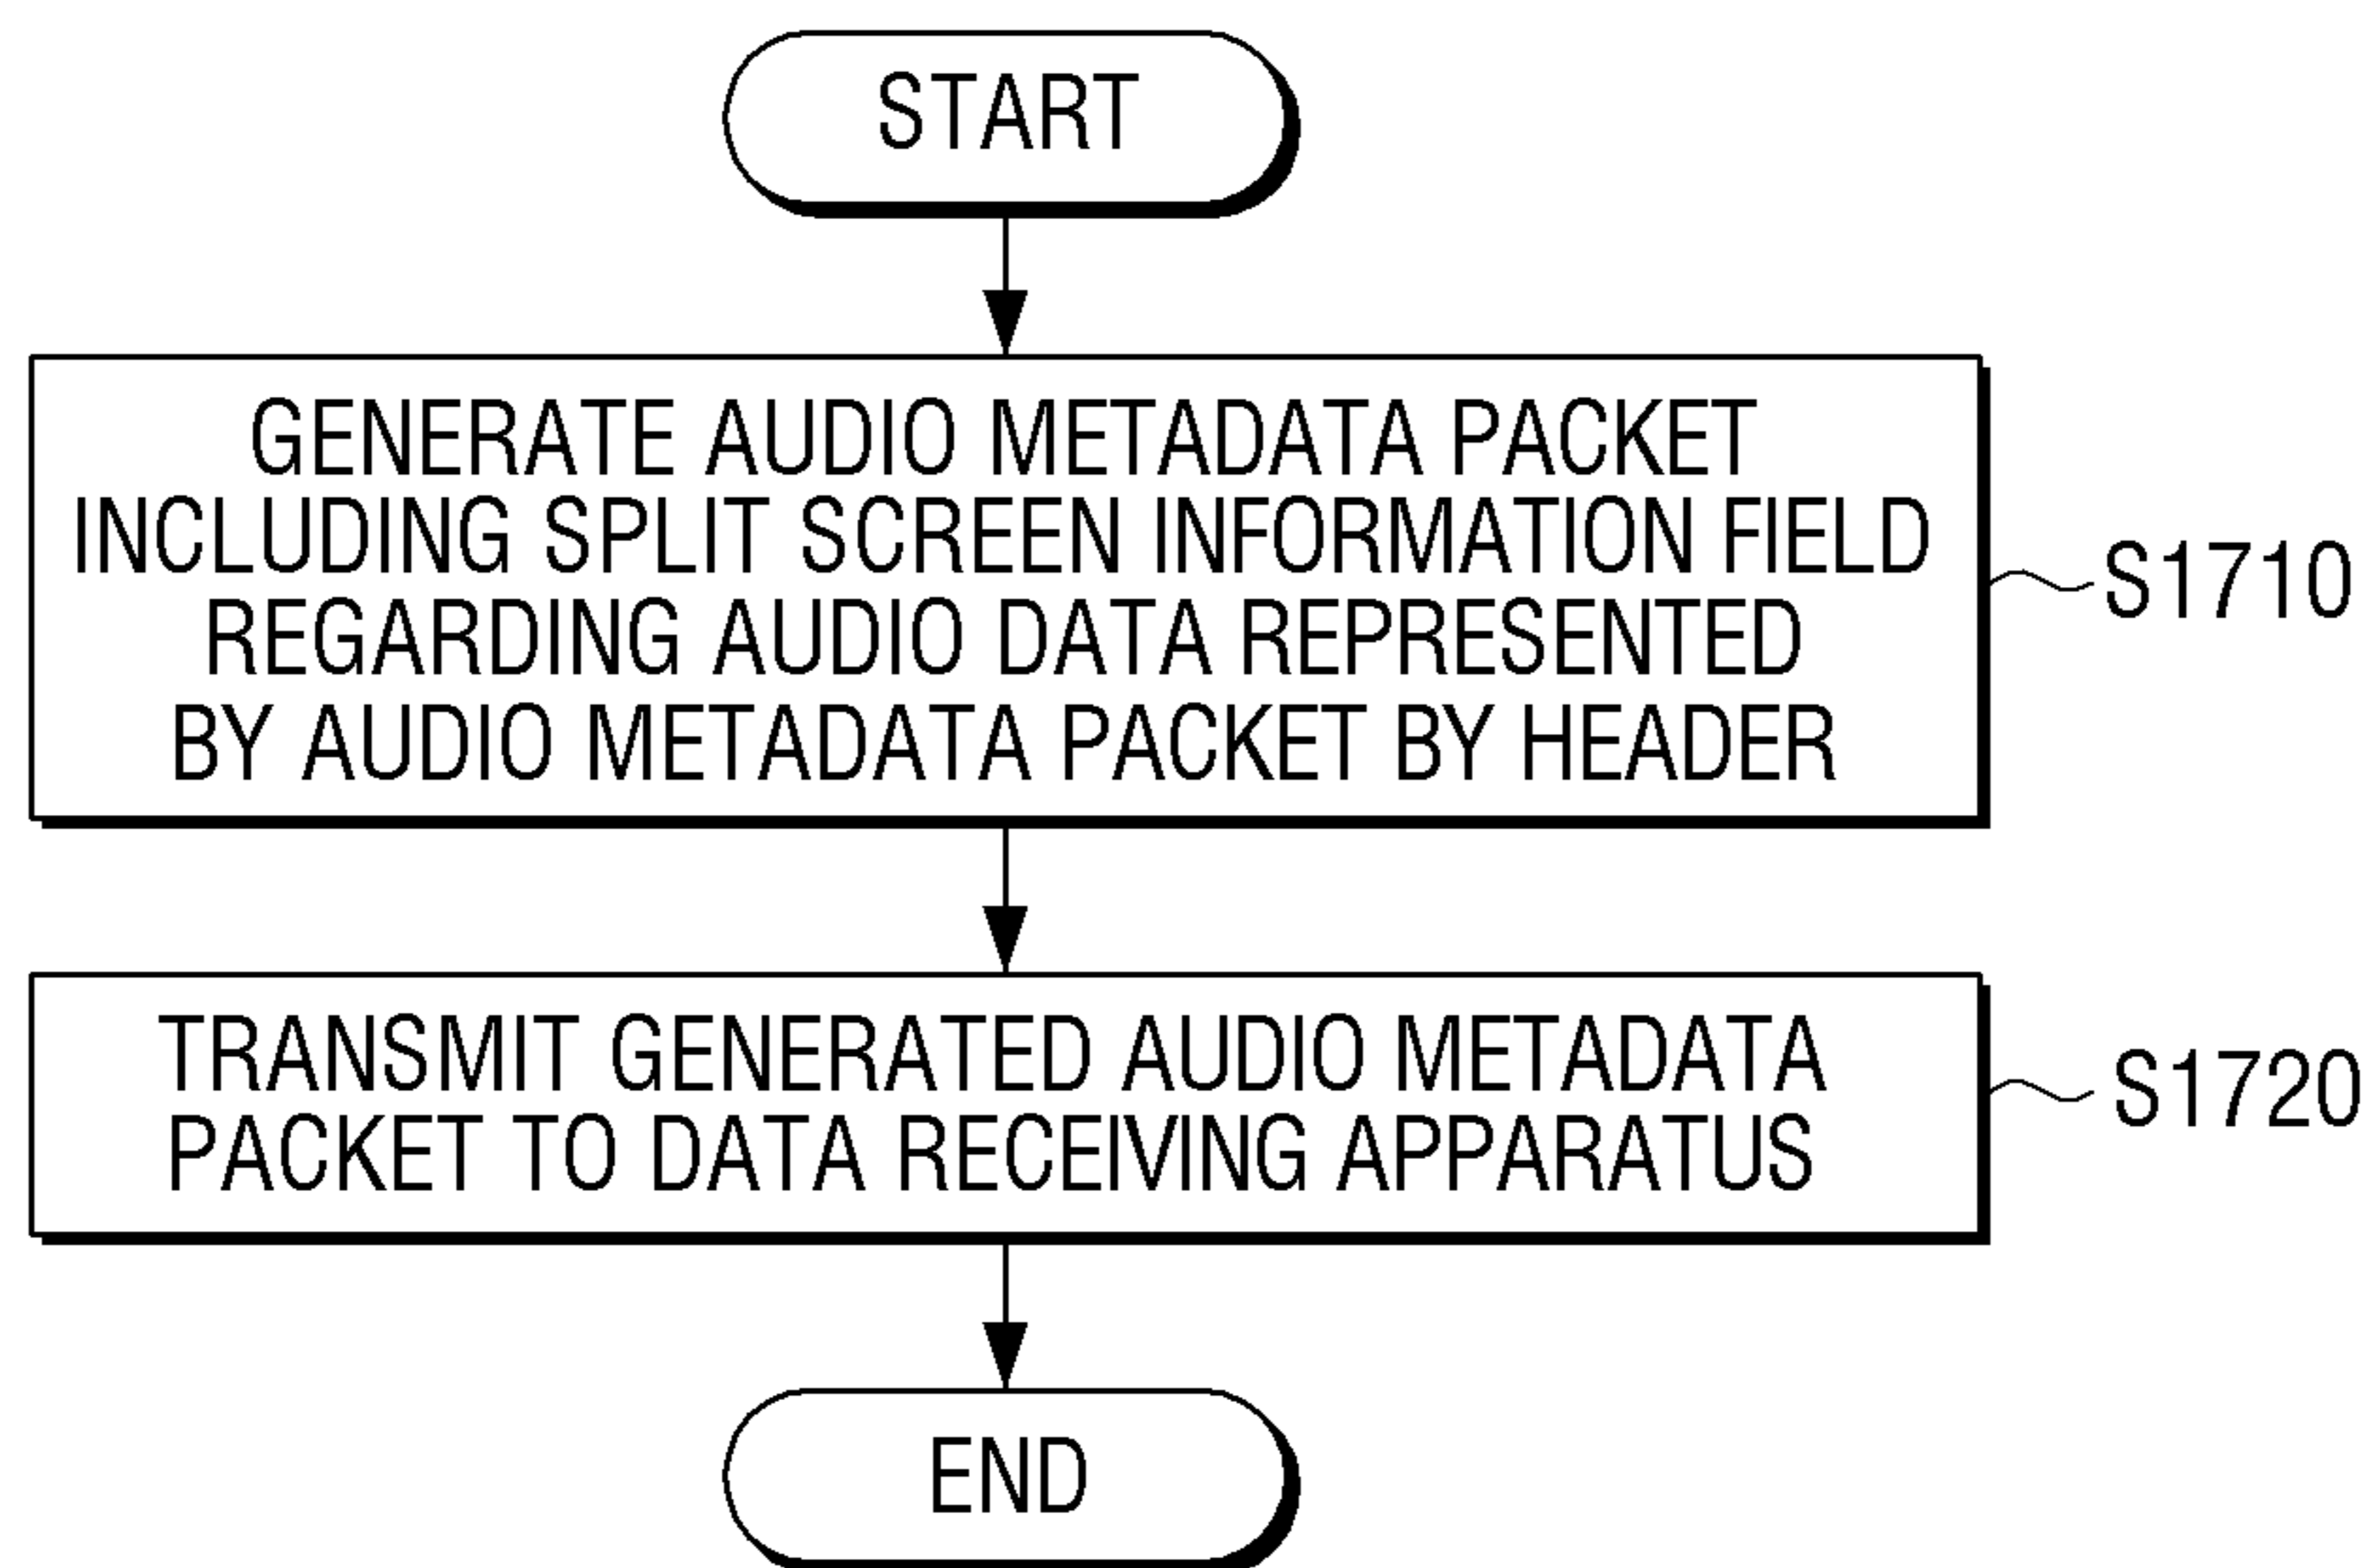 START
GENERATE AUDIO METADATA PACKET
INCLUDING SPLIT SCREEN INFORMATION FIELD
REGARDING AUDIO DATA REPRESENTED
BY AUDIO METADATA PACKET BY HEADER
S1710
TRANSMIT GENERATED AUDIO METADATA
PACKET TO DATA RECEIVING APPARATUS
S1720
END